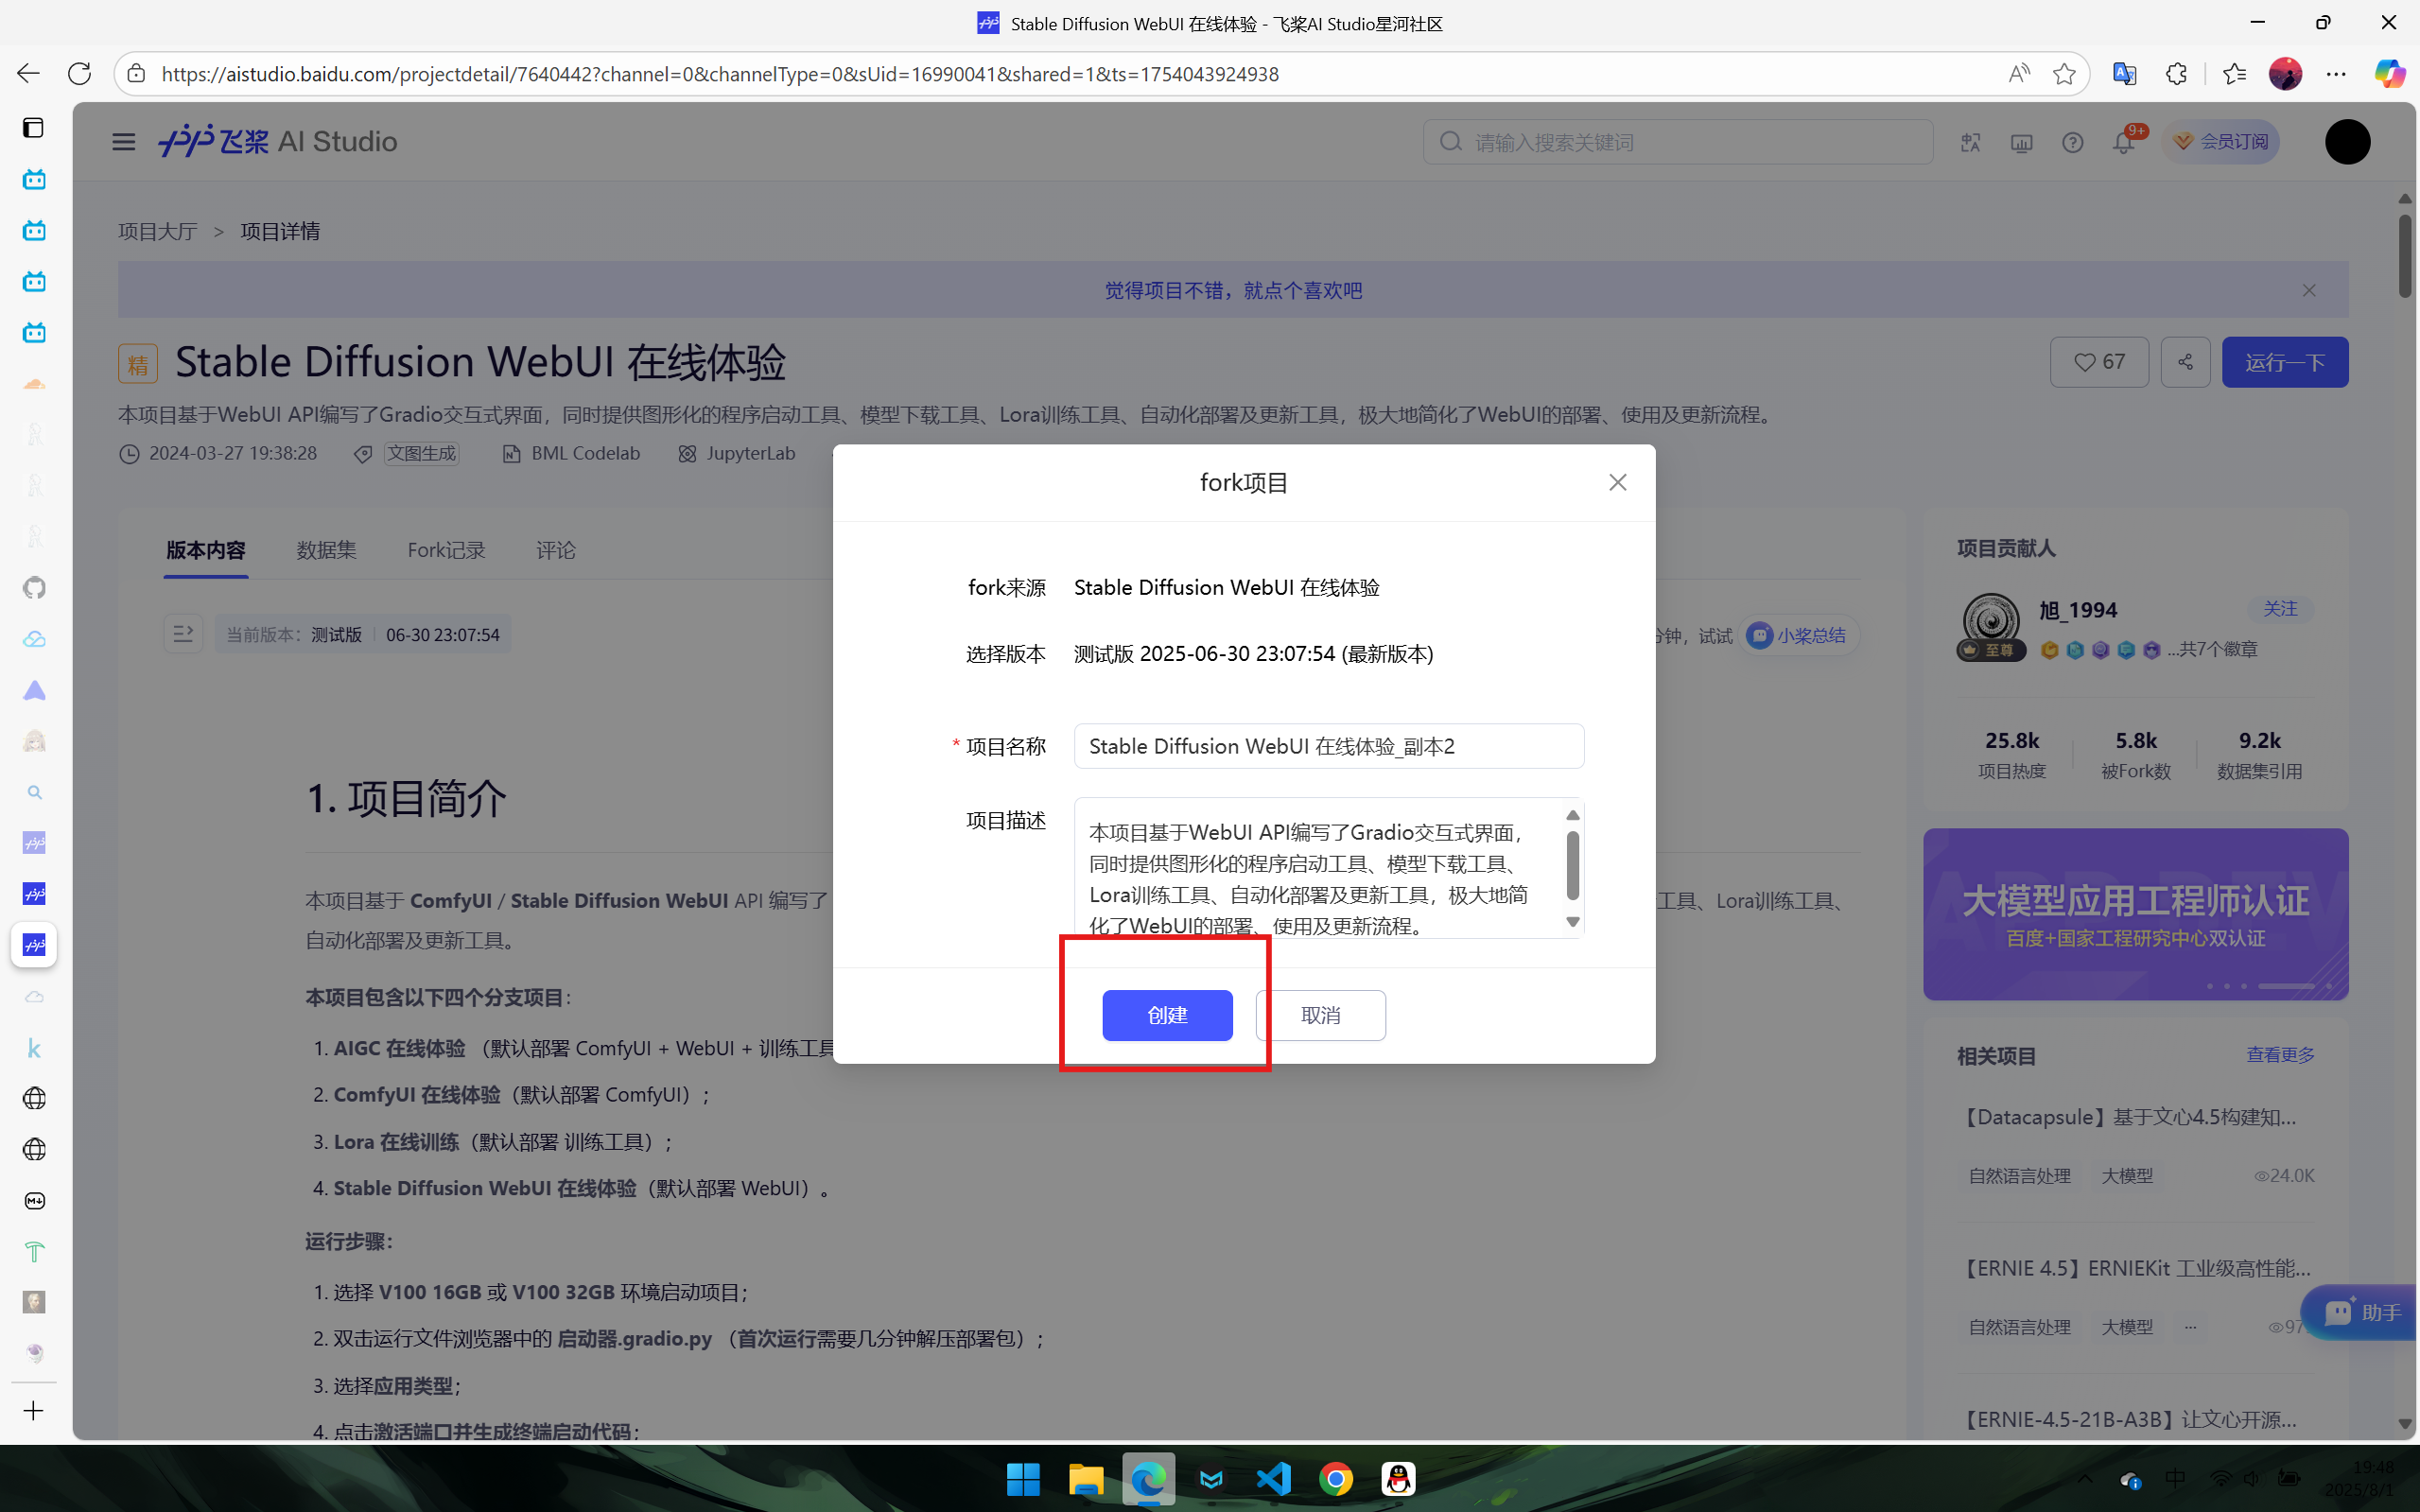 Stable Diffusion WebUI 在线体验 - 飞桨AI Studio星河社区
https://aistudio.baidu.com/projectdetail/7640442?channel=0&channelType=0&sUid=16990041&shared=1&ts=1754043924938
飞桨 AI Studio
请输入搜索关键词
9+
会员订阅
项目大厅 > 项目详情
觉得项目不错，就点个喜欢吧
精 Stable Diffusion WebUI 在线体验
67
运行一下
本项目基于WebUI API编写了Gradio交互式界面，同时提供图形化的程序启动工具、模型下载工具、Lora训练工具、自动化部署及更新工具，极大地简化了WebUI的部署、使用及更新流程。
2024-03-27 19:38:28 文图生成 BML Codelab JupyterLab
版本内容 数据集 Fork记录 评论
当前版本： 测试版 06-30 23:07:54
分钟，试试 小桨总结
1. 项目简介
本项目基于 ComfyUI / Stable Diffusion WebUI API 编写了
工具、Lora训练工具、
自动化部署及更新工具。
本项目包含以下四个分支项目：
1. AIGC 在线体验 （默认部署 ComfyUI + WebUI + 训练工具
2. ComfyUI 在线体验（默认部署 ComfyUI）；
3. Lora 在线训练（默认部署 训练工具）；
4. Stable Diffusion WebUI 在线体验（默认部署 WebUI）。
运行步骤：
1. 选择 V100 16GB 或 V100 32GB 环境启动项目；
2. 双击运行文件浏览器中的 启动器.gradio.py （首次运行需要几分钟解压部署包）；
3. 选择应用类型；
4. 点击激活端口并生成终端启动代码；
fork项目
fork来源 Stable Diffusion WebUI 在线体验
选择版本 测试版 2025-06-30 23:07:54 (最新版本)
* 项目名称 Stable Diffusion WebUI 在线体验_副本2
项目描述
本项目基于WebUI API编写了Gradio交互式界面，
同时提供图形化的程序启动工具、模型下载工具、
Lora训练工具、自动化部署及更新工具，极大地简
化了WebUI的部署、使用及更新流程。
创建 取消
项目贡献人
旭_1994 关注
至尊 ...共7个徽章
25.8k 5.8k 9.2k
项目热度 被Fork数 数据集引用
大模型应用工程师认证
百度+国家工程研究中心双认证
相关项目 查看更多
【Datacapsule】基于文心4.5构建知...
自然语言处理 大模型 24.0K
【ERNIE 4.5】ERNIEKit 工业级高性能...
自然语言处理 大模型 ... 97
助手
【ERNIE-4.5-21B-A3B】让文心开源...
k
中
19:48
2025/8/1